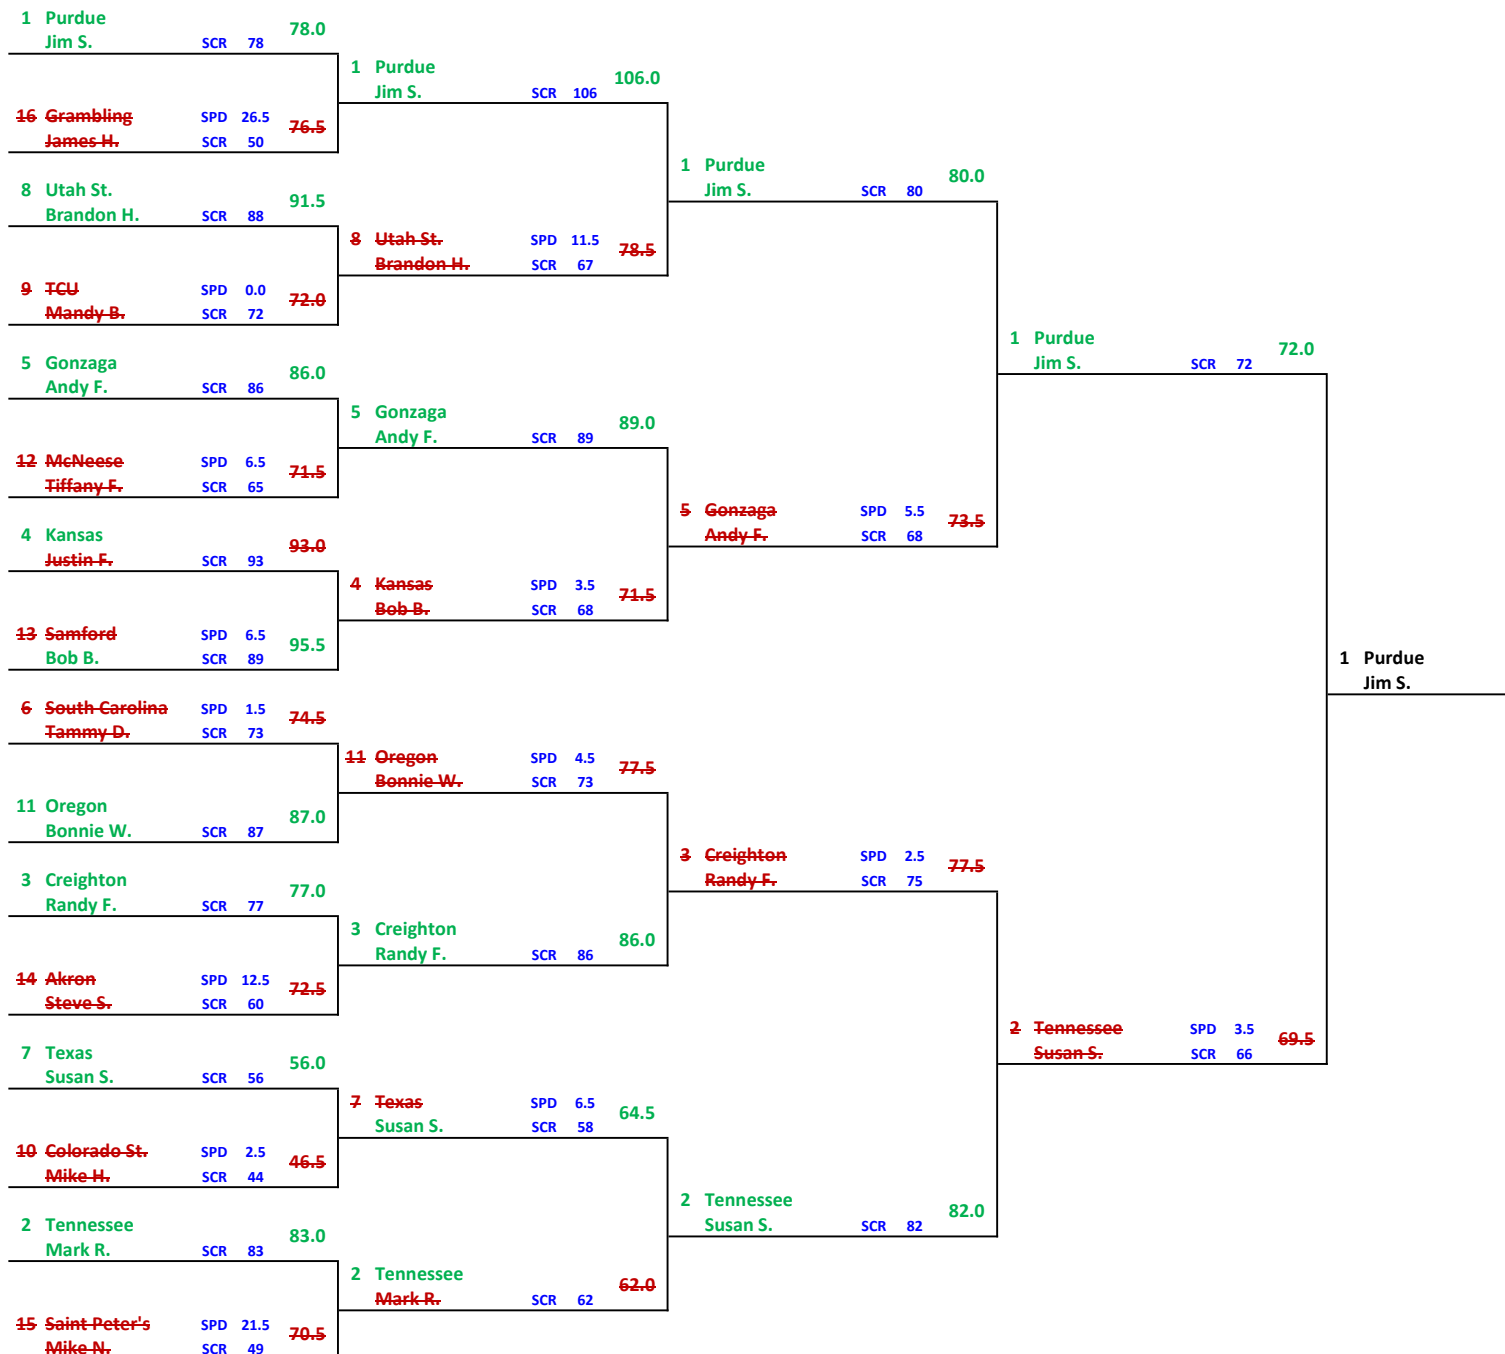 1 Purdue 78.0
Jim S. SCR 78
16 Grambling SPD 26.5 76.5
James H. SCR 50
8 Utah St. 91.5
Brandon H. SCR 88
9 TCU SPD 0.0 72.0
Mandy B. SCR 72
5 Gonzaga 86.0
Andy F. SCR 86
12 McNeese SPD 6.5 71.5
Tiffany F. SCR 65
4 Kansas 93.0
Justin F. SCR 93
13 Samford SPD 6.5 95.5
Bob B. SCR 89
6 South Carolina SPD 1.5 74.5
Tammy D. SCR 73
11 Oregon 87.0
Bonnie W. SCR 87
3 Creighton 77.0
Randy F. SCR 77
14 Akron SPD 12.5 72.5
Steve S. SCR 60
7 Texas 56.0
Susan S. SCR 56
10 Colorado St. SPD 2.5 46.5
Mike H. SCR 44
2 Tennessee 83.0
Mark R. SCR 83
15 Saint Peter's SPD 21.5 70.5
Mike N. SCR 49
1 Purdue 106.0
Jim S. SCR 106
8 Utah St. SPD 11.5 78.5
Brandon H. SCR 67
5 Gonzaga 89.0
Andy F. SCR 89
4 Kansas SPD 3.5 71.5
Bob B. SCR 68
11 Oregon SPD 4.5 77.5
Bonnie W. SCR 73
3 Creighton 86.0
Randy F. SCR 86
7 Texas SPD 6.5 64.5
Susan S. SCR 58
2 Tennessee 62.0
Mark R. SCR 62
1 Purdue 80.0
Jim S. SCR 80
5 Gonzaga SPD 5.5 73.5
Andy F. SCR 68
3 Creighton SPD 2.5 77.5
Randy F. SCR 75
2 Tennessee 82.0
Susan S. SCR 82
1 Purdue 72.0
Jim S. SCR 72
2 Tennessee SPD 3.5 69.5
Susan S. SCR 66
1 Purdue
Jim S.